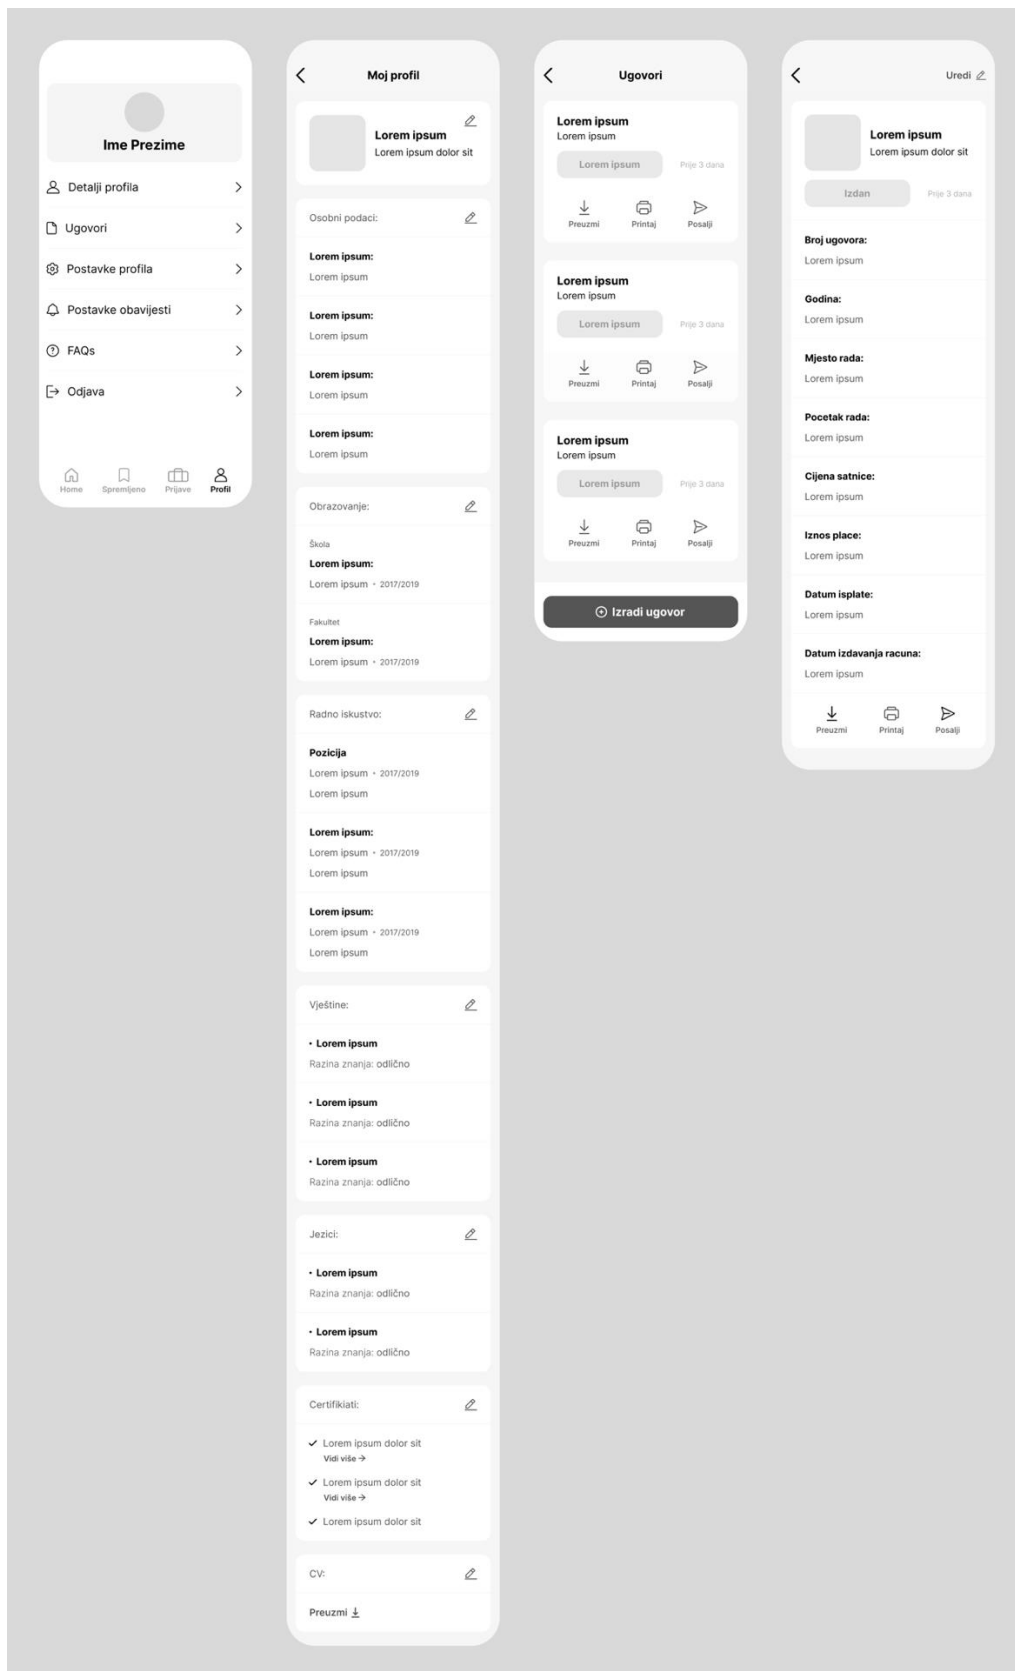 Ime Prezime
Detalji profila
Ugovori
Postavke profila
Postavke obavijesti
FAQs
Odjava
Home Spremljeno Prijave Profil
Moj profil
Lorem ipsum
Lorem ipsum dolor sit
Osobni podaci:
Lorem ipsum:
Lorem ipsum
Lorem ipsum:
Lorem ipsum
Lorem ipsum:
Lorem ipsum
Lorem ipsum:
Lorem ipsum
Obrazovanje:
Škola
Lorem ipsum:
Lorem ipsum • 2017/2019
Fakultet
Lorem ipsum:
Lorem ipsum • 2017/2019
Radno iskustvo:
Pozicija
Lorem ipsum • 2017/2019
Lorem ipsum
Lorem ipsum:
Lorem ipsum • 2017/2019
Lorem ipsum
Lorem ipsum:
Lorem ipsum • 2017/2019
Lorem ipsum
Vještine:
• Lorem ipsum
Razina znanja: odlično
• Lorem ipsum
Razina znanja: odlično
• Lorem ipsum
Razina znanja: odlično
Jezici:
• Lorem ipsum
Razina znanja: odlično
• Lorem ipsum
Razina znanja: odlično
Certifikiati:
Lorem ipsum dolor sit
Vidi više →
Lorem ipsum dolor sit
Vidi više →
Lorem ipsum dolor sit
CV:
Preuzmi
Ugovori
Lorem ipsum
Lorem ipsum
Lorem ipsum Prije 3 dana
Preuzmi Printaj Posalji
Lorem ipsum
Lorem ipsum
Lorem ipsum Prije 3 dana
Preuzmi Printaj Posalji
Lorem ipsum
Lorem ipsum
Lorem ipsum Prije 3 dana
Preuzmi Printaj Posalji
Izradi ugovor
Uredi
Lorem ipsum
Lorem ipsum dolor sit
Izdan Prije 3 dana
Broj ugovora:
Lorem ipsum
Godina:
Lorem ipsum
Mjesto rada:
Lorem ipsum
Pocetak rada:
Lorem ipsum
Cijena satnice:
Lorem ipsum
Iznos place:
Lorem ipsum
Datum isplate:
Lorem ipsum
Datum izdavanja racuna:
Lorem ipsum
Preuzmi Printaj Posalji